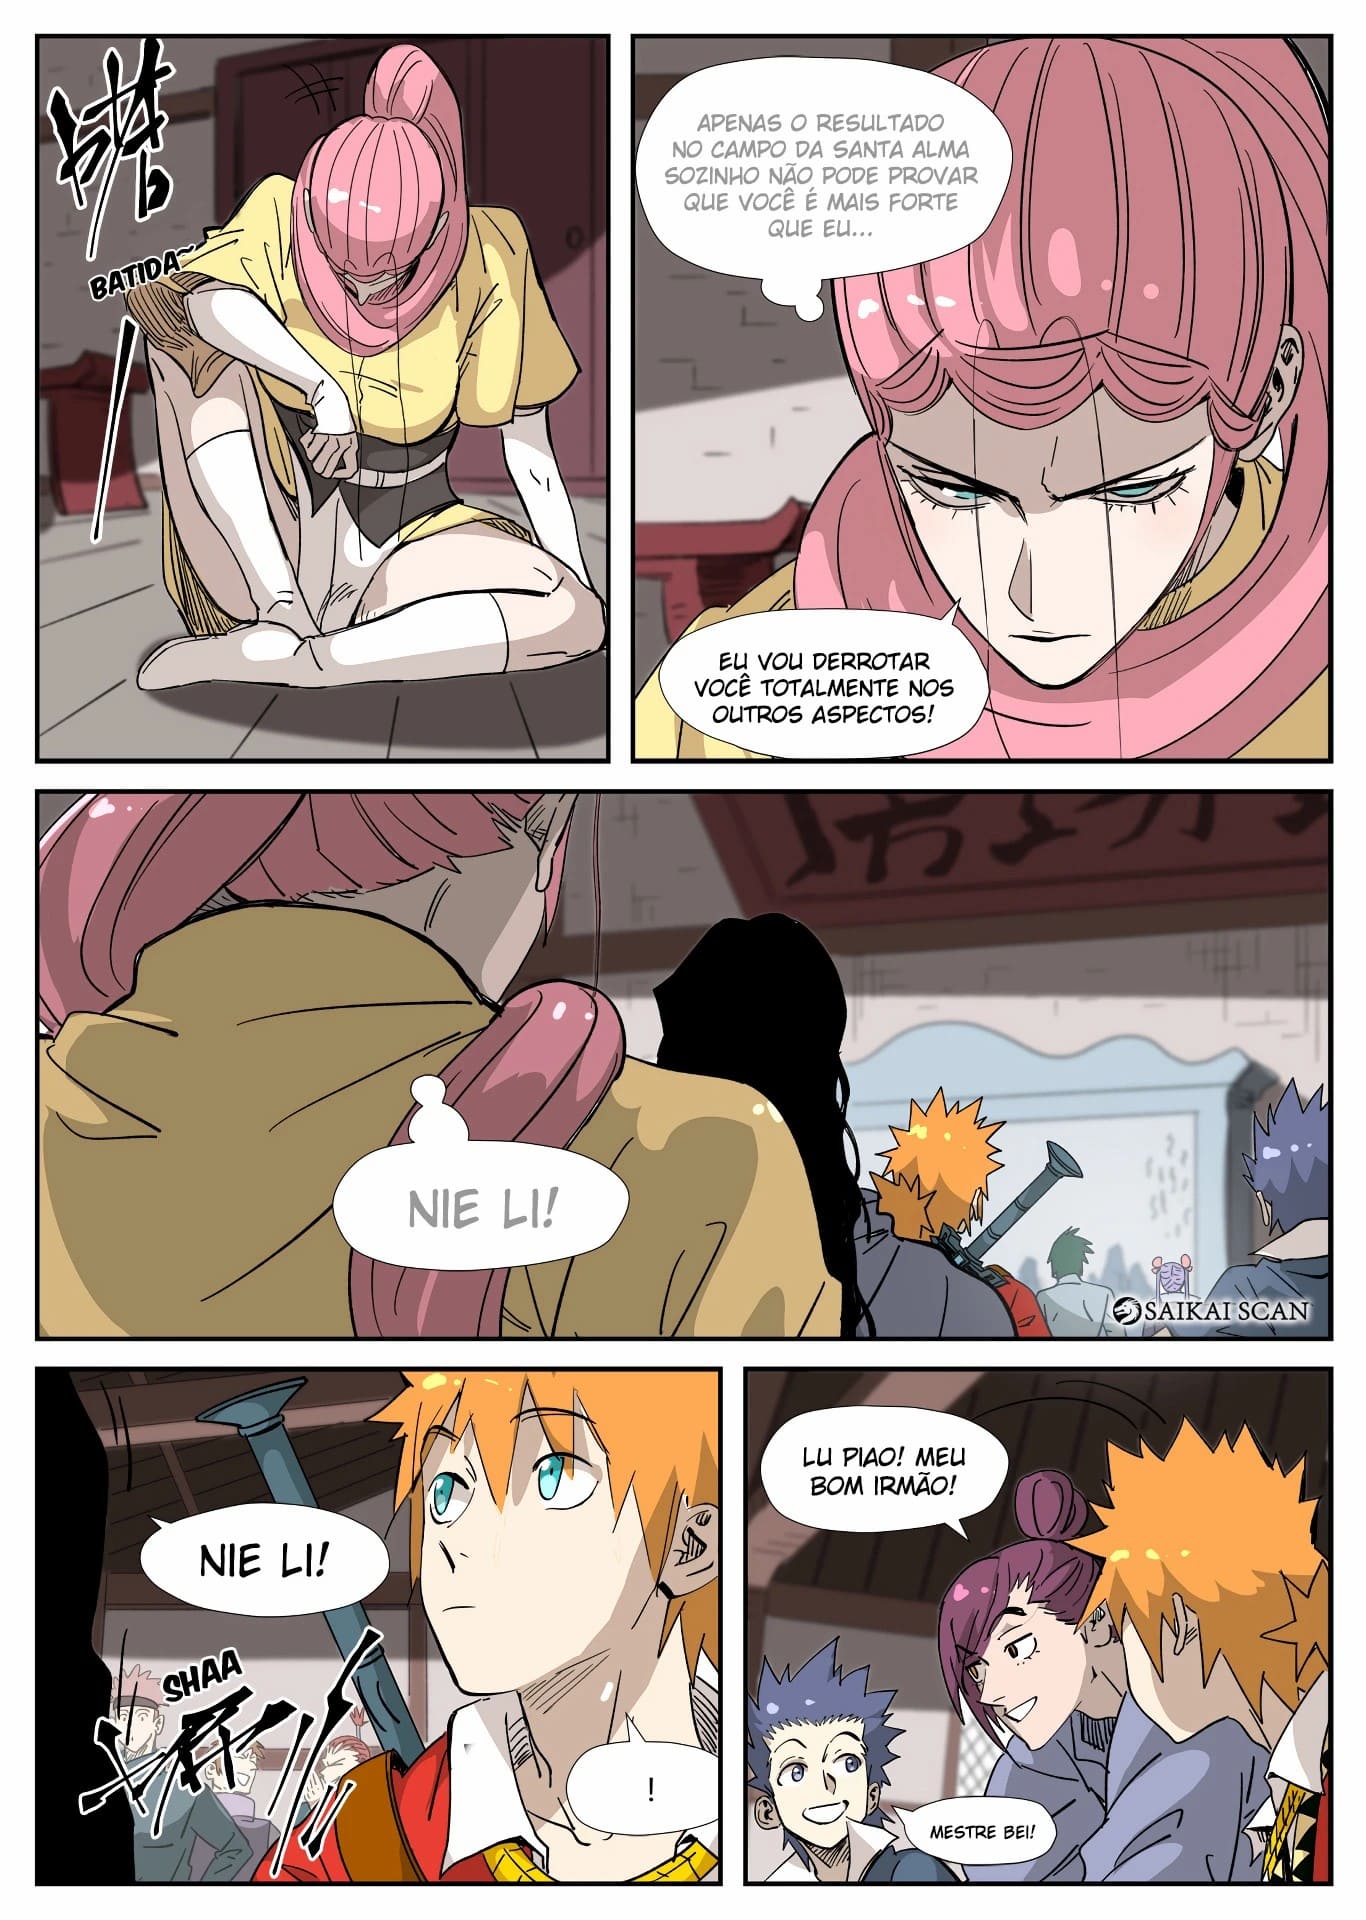 BATIDA~
APENAS O RESULTADO
NO CAMPO DA SANTA ALMA
SOZINHO NÃO PODE PROVAR
QUE VOCÊ É MAIS FORTE
QUE EU...
EU VOU DERROTAR
VOCÊ TOTALMENTE NOS
OUTROS ASPECTOS!
NIE LI!
SAIKAI SCAN
NIE LI!
SHAA
!
LU PIAO! MEU
BOM IRMÃO!
MESTRE BEI!